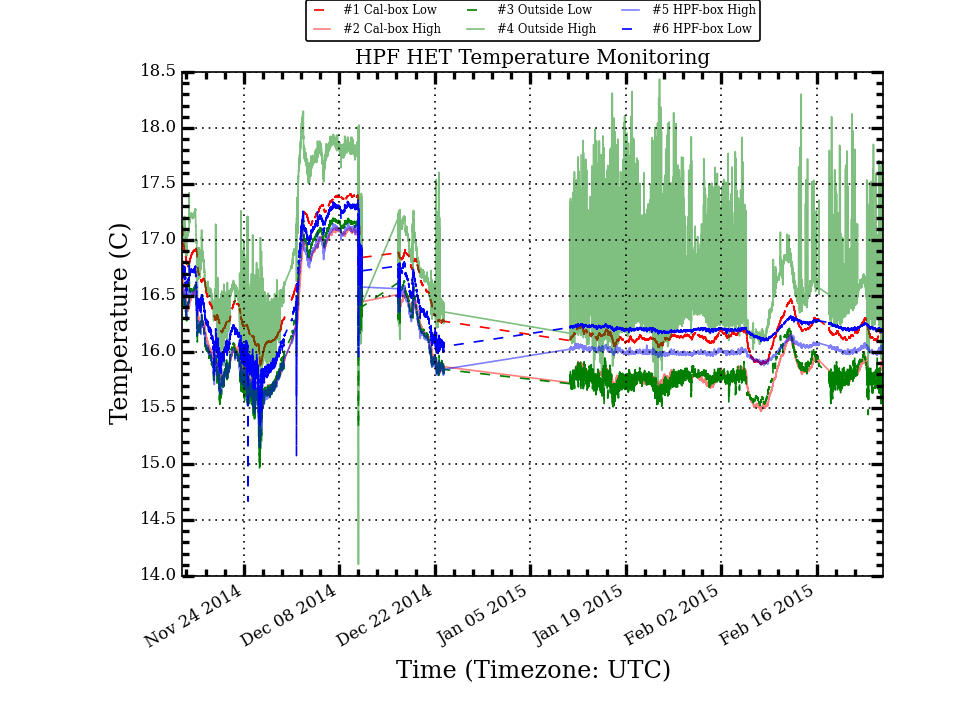 #1 Cal-box Low #3 Outside Low #5 HPF-box High
#2 Cal-box High #4 Outside High #6 HPF-box Low
HPF HET Temperature Monitoring
18.5
18.0
17.5
17.0
16.5
16.0
15.5
15.0
14.5
14.0
Temperature (C)
Nov 24 2014 Dec 08 2014 Dec 22 2014 Jan 05 2015 Jan 19 2015 Feb 02 2015 Feb 16 2015
Time (Timezone: UTC)